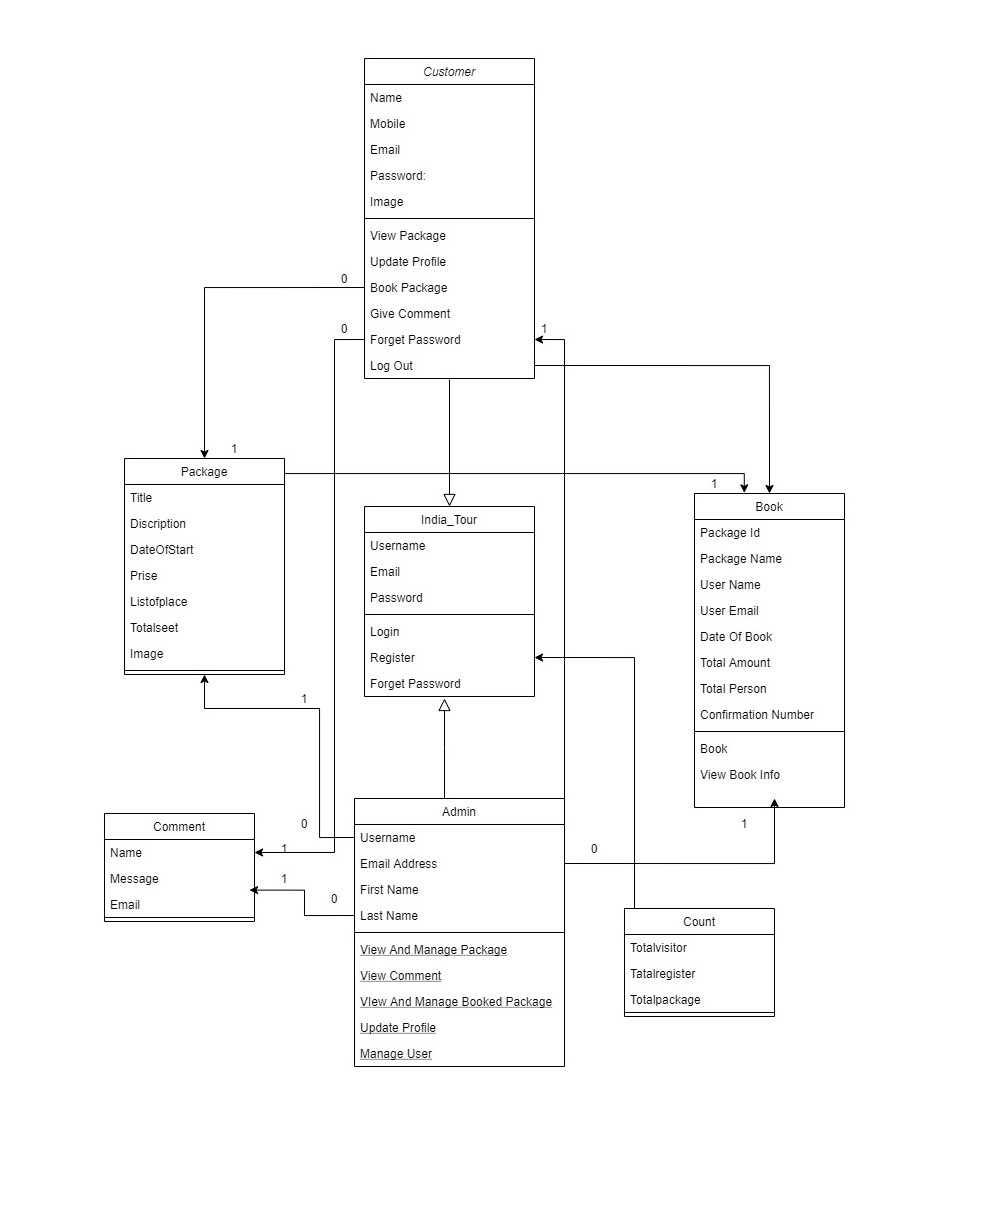 Customer
Name
Mobile
Email
Password:
Image
View Package
Update Profile
0
Book Package
Give Comment
0
Forget Password
1
Log Out
1
Package
Title
Discription
DateOfStart
Prise
Listofplace
Totalseet
Image
India_Tour
Username
Email
Password
Login
Register
Forget Password
1
Book
Package Id
Package Name
User Name
User Email
Date Of Book
Total Amount
Total Person
Confirmation Number
Book
View Book Info
1
1
0
0
1
1
0
Comment
Name
Message
Email
Admin
Username
Email Address
First Name
Last Name
View And Manage Package
View Comment
VIew And Manage Booked Package
Update Profile
Manage User
Count
Totalvisitor
Tatalregister
Totalpackage